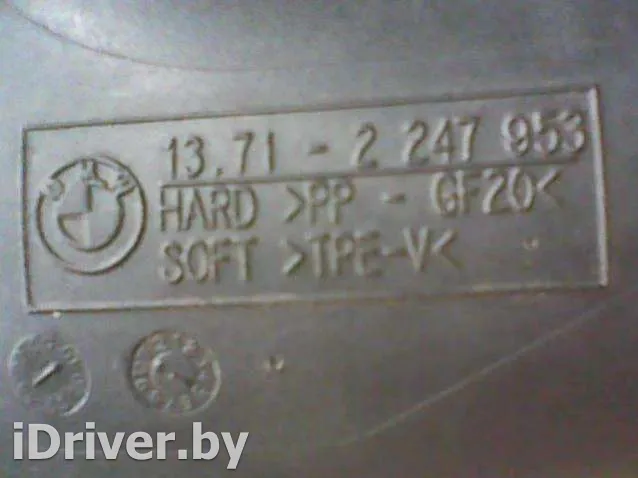 13.71 - 2 247 953
HARD >PP - GF20<
SOFT >TPE-V<
iDriver.by